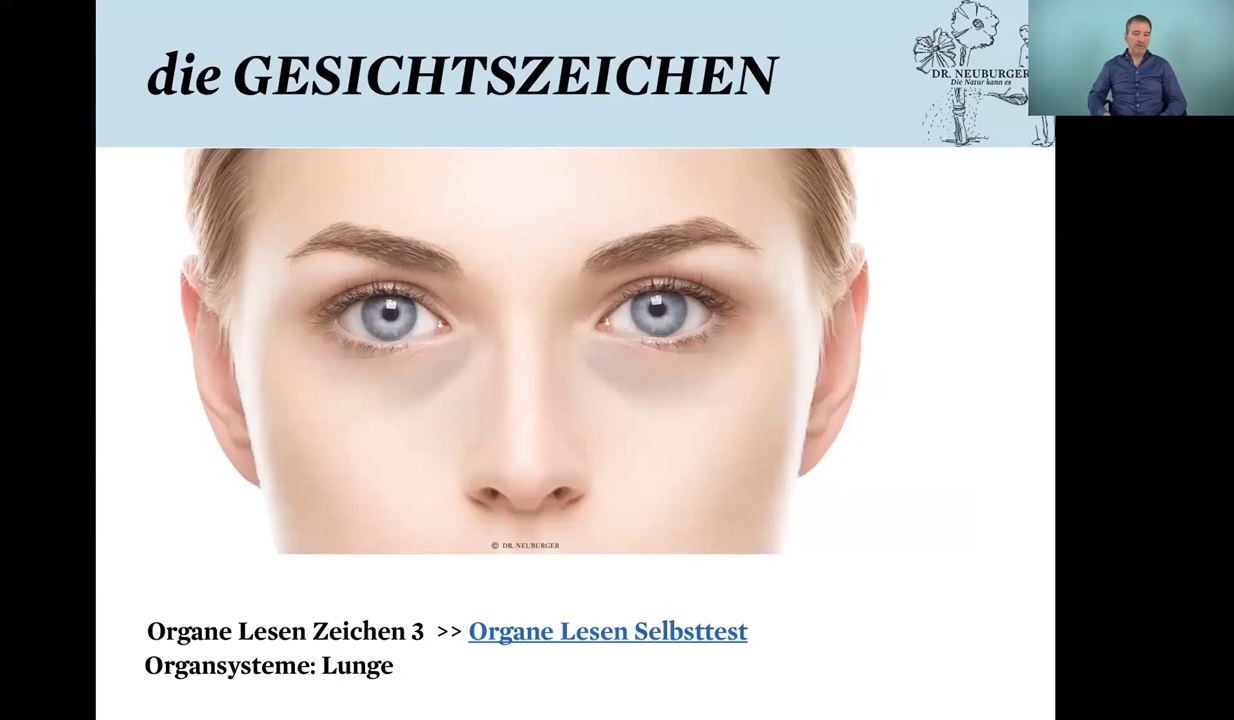 die GESICHTSZEICHEN
DR. NEUBURGER
Die Natur kann es
© DR. NEUBURGER
Organe Lesen Zeichen 3 >> Organe Lesen Selbsttest
Organsysteme: Lunge